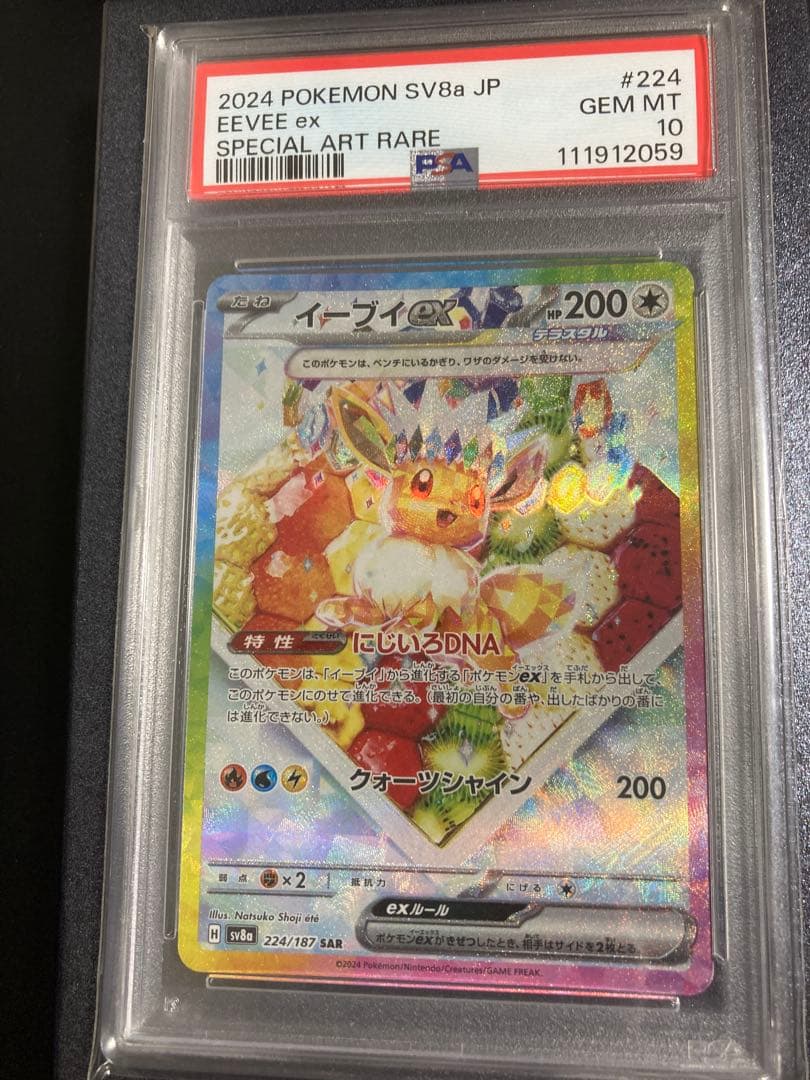 2024 POKEMON SV8a JP #224
EEVEE ex GEM MT
SPECIAL ART RARE 10
PSA 111912059
たね イーブイex HP200
テラスタル
このポケモンは、ベンチにいるかぎり、ワザのダメージを受けない。
特性 とくせい にじいろDNA
このポケモンは、「イーブイ」から進化する「ポケモンex」を手札から出して、
このポケモンにのせて進化できる。(最初の自分の番や、出したばかりの番に
は進化できない。)
クォーツシャイン 200
弱点 ×2 抵抗力 にげる
exルール
ポケモンexがきぜつしたとき、相手はサイドを2枚とる。
Illus. Natsuko Shoji été
H sv8a 224/187 SAR
©2024 Pokémon/Nintendo/Creatures/GAME FREAK.